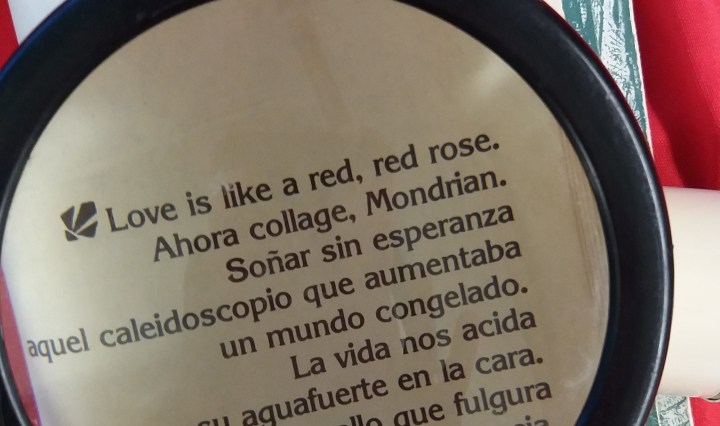 Love is like a red, red rose.
Ahora collage, Mondrian.
Soñar sin esperanza
aquel caleidoscopio que aumentaba
un mundo congelado.
La vida nos acida
su aguafuerte en la cara.
que fulgura